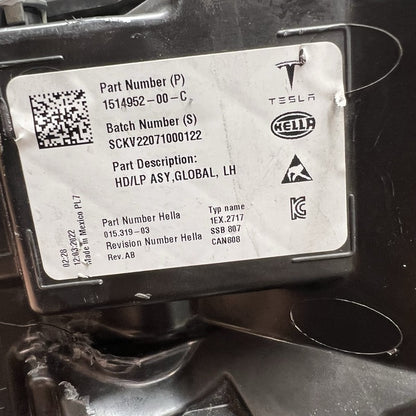 Part Number (P)
1514952-00-C
Batch Number (S)
SCKV22071000122
Part Description:
HD/LP ASY,GLOBAL, LH
TESLA
HELLA
Part Number Hella
015.319-03
Revision Number Hella
Rev. AB
Typ name
1EX.2717
SSB 807
CAN808
02:28
12:03/2022
Made in Mexico PL7